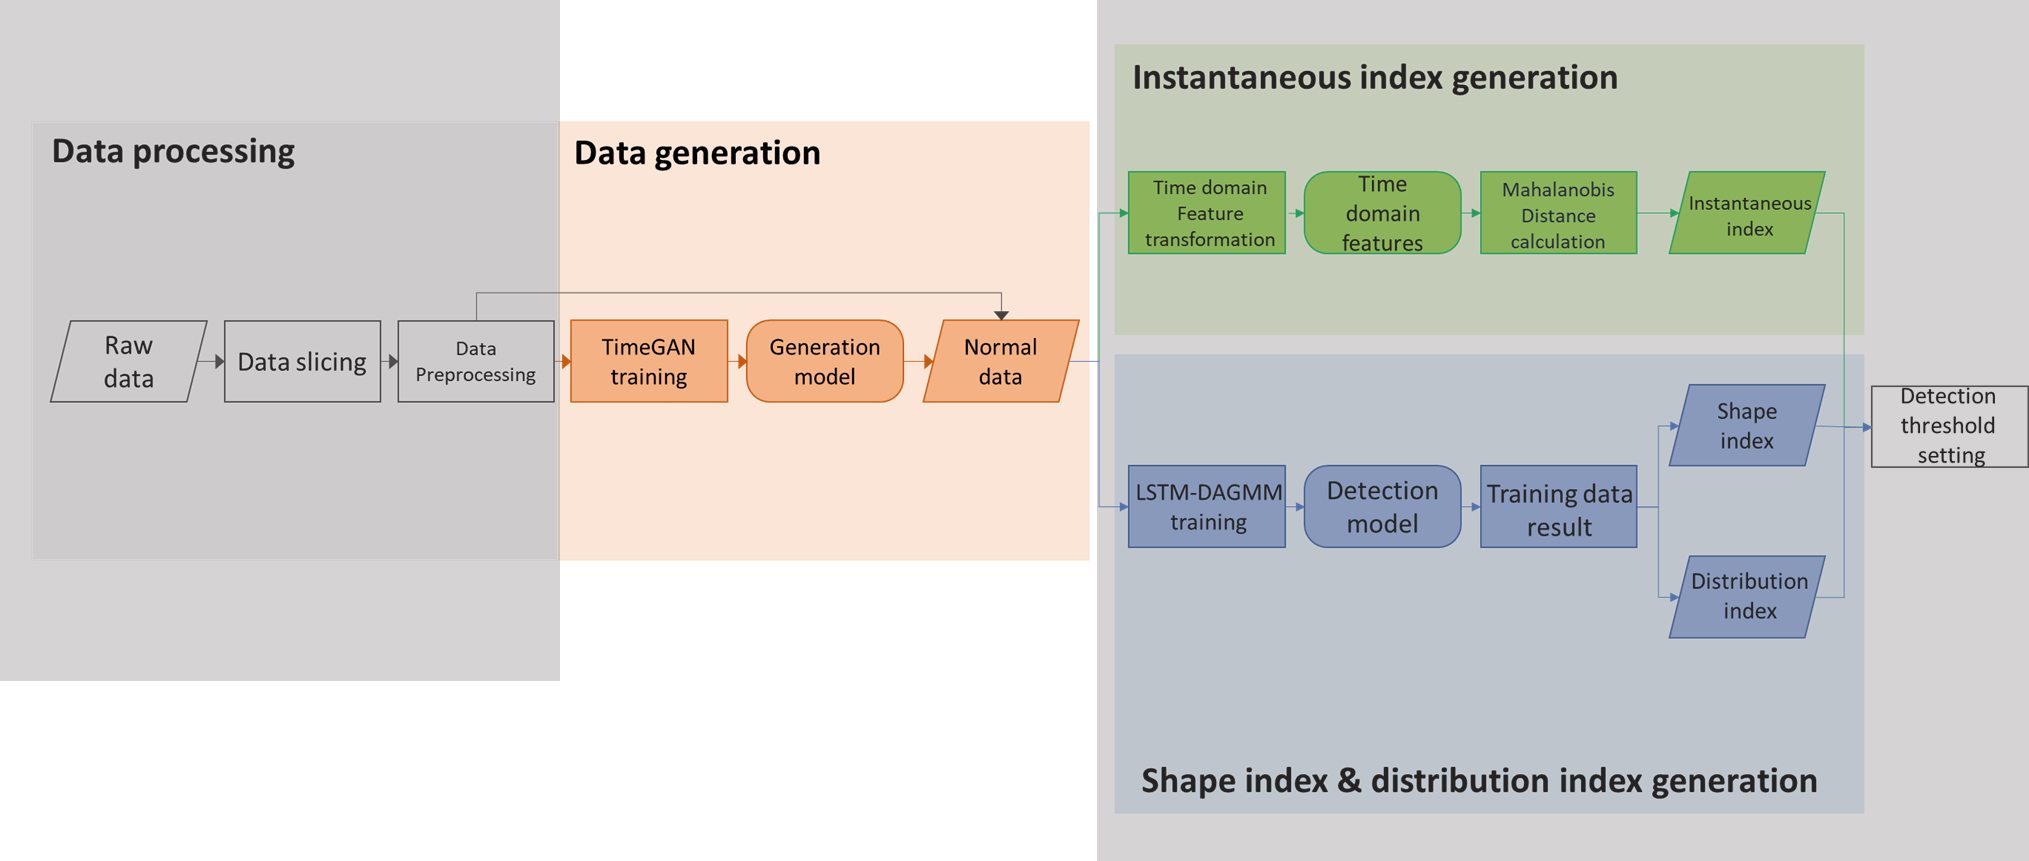 Data processing
Raw
data
Data slicing
Data
Preprocessing
Data generation
TimeGAN
training
Generation
model
Normal
data
Instantaneous index generation
Time domain
Feature
transformation
Time
domain
features
Mahalanobis
Distance
calculation
Instantaneous
index
LSTM-DAGMM
training
Detection
model
Training data
result
Shape
index
Distribution
index
Shape index & distribution index generation
Detection
threshold
setting